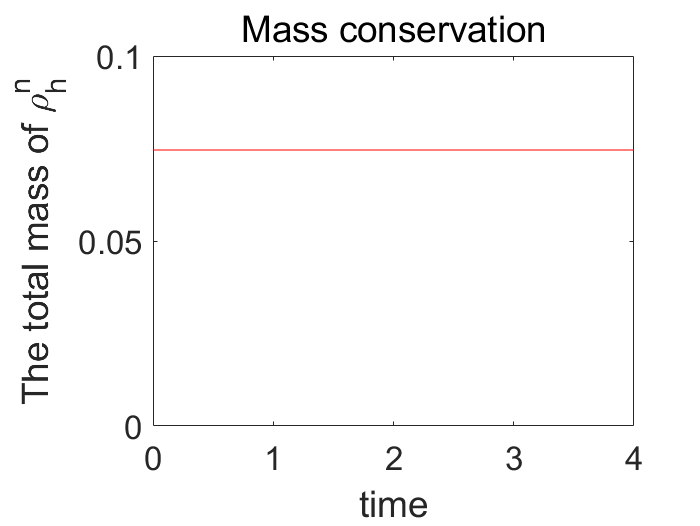 Mass conservation
The total mass of ρ_h^n
0.1
0.05
0
0 1 2 3 4
time